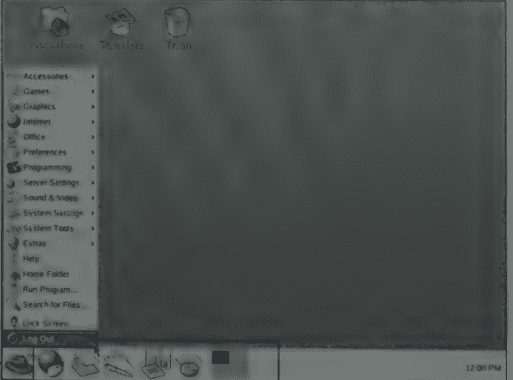 Trash
Accessories
Games
Graphics
Internet
Office
Preferences
Programming
Server Settings
Sound & Video
System Settings
System Tools
Extras
Help
Home Folder
Run Program...
Search for Files...
Lock Screen
Log Out
12:00 PM